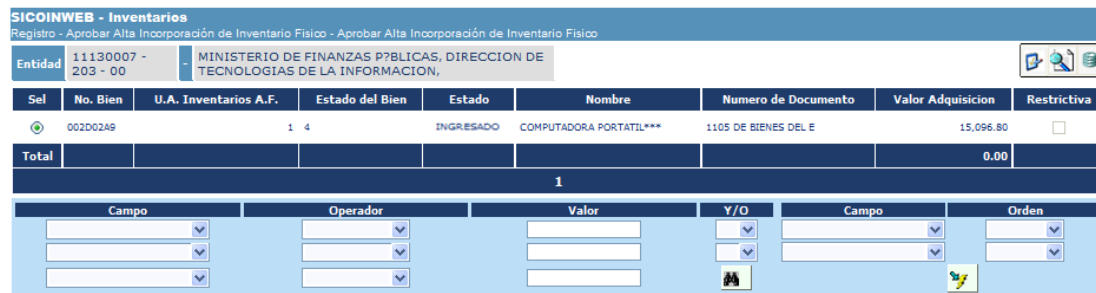 SICOINWEB - Inventarios
Registro - Aprobar Alta Incorporación de Inventario Fisico - Aprobar Alta Incorporación de Inventario Fisico
Entidad 11130007 - 203 - 00 - MINISTERIO DE FINANZAS P?BLICAS, DIRECCION DE TECNOLOGIAS DE LA INFORMACION,
Sel No. Bien U.A. Inventarios A.F. Estado del Bien Estado Nombre Numero de Documento Valor Adquisicion Restrictiva
002D02A9 1 4 INGRESADO COMPUTADORA PORTATIL*** 1105 DE BIENES DEL E 15,096.80
Total 0.00
1
Campo Operador Valor Y/O Campo Orden